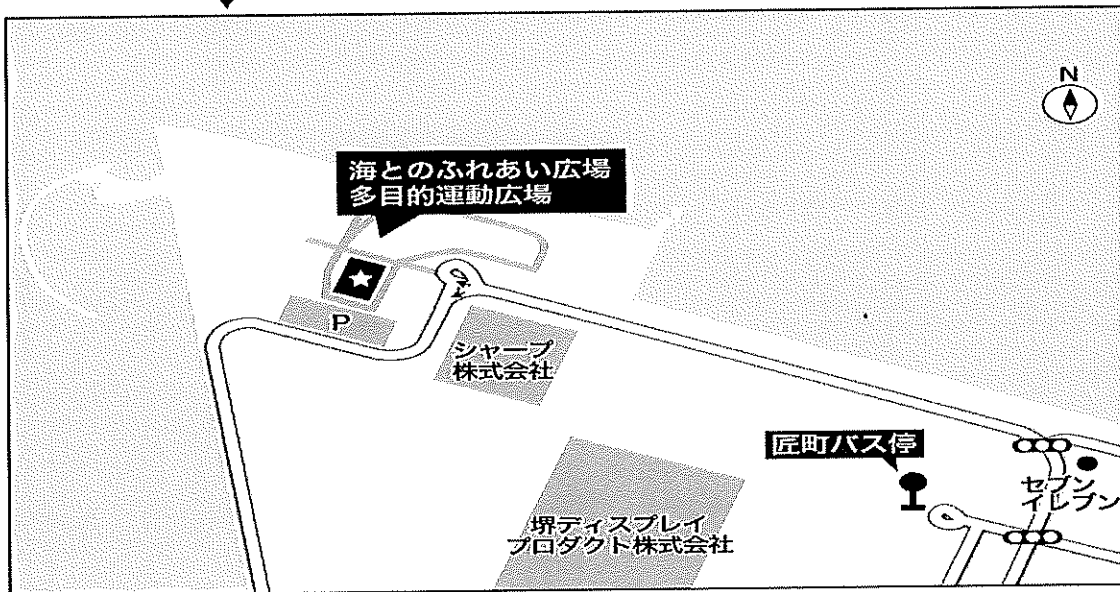 N
海とのふれあい広場
多目的運動広場
P
シャープ
株式会社
匠町バス停
セブン
イレブン
堺ディスプレイ
プロダクト株式会社